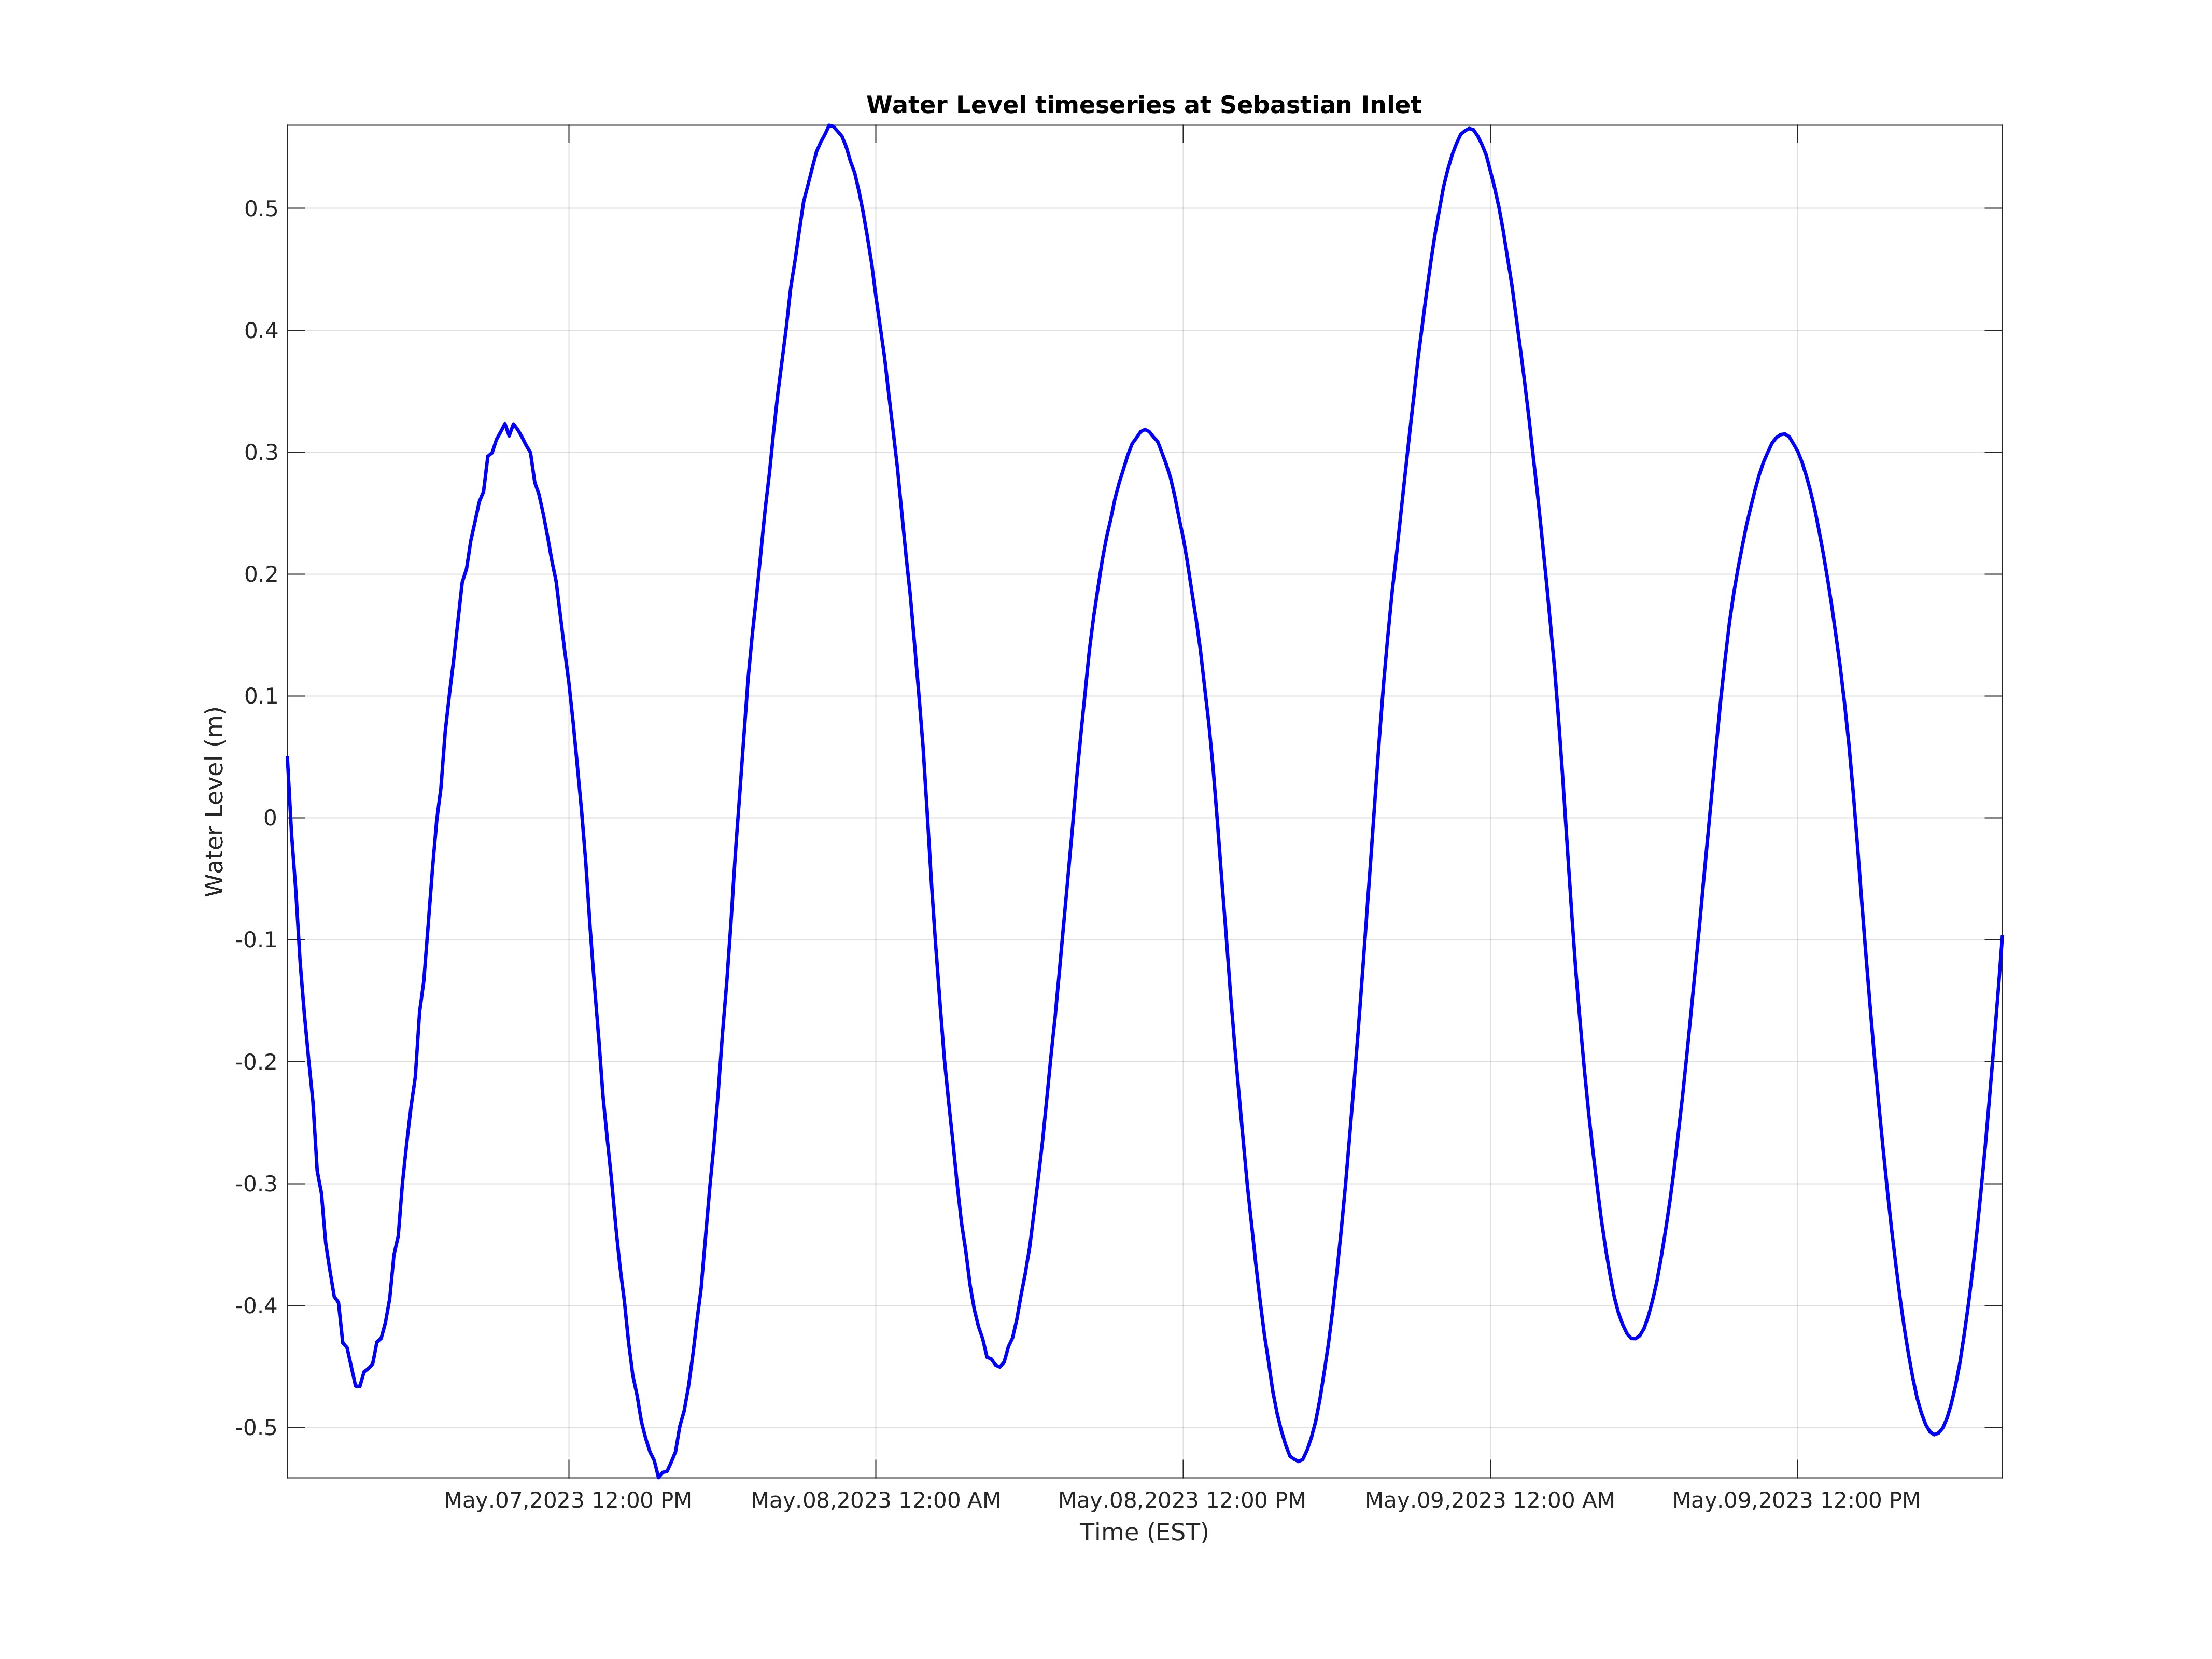 Water Level timeseries at Sebastian Inlet
0.5
0.4
0.3
0.2
0.1
0
-0.1
-0.2
-0.3
-0.4
-0.5
Water Level (m)
May.07,2023 12:00 PM
May.08,2023 12:00 AM
May.08,2023 12:00 PM
May.09,2023 12:00 AM
May.09,2023 12:00 PM
Time (EST)